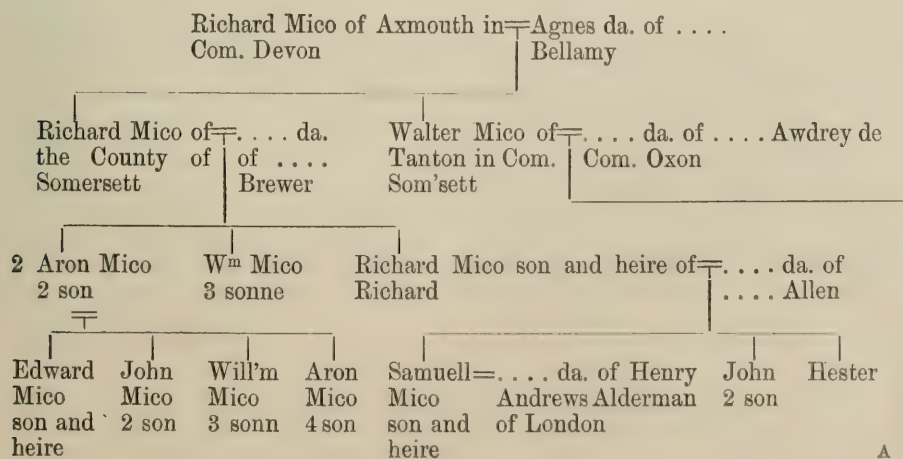 Richard Mico of Axmouth in Agnes da. of . . . .
Com. Devon Bellamy
Richard Mico of . . . . da.
the County of of . . . .
Somersett Brewer
Walter Mico of . . . . da. of . . . . Awdrey de
Tanton in Com. Com. Oxon
Som'sett
2 Aron Mico
2 son
Wᵐ Mico
3 sonne
Richard Mico son and heire of . . . . da. of
Richard . . . . Allen
Edward
Mico
son and
heire
John
Mico
2 son
Will'm
Mico
3 sonn
Aron
Mico
4 son
Samuell= . . . . da. of Henry
Mico Andrews Alderman
son and of London
heire
John
2 son
Hester
A